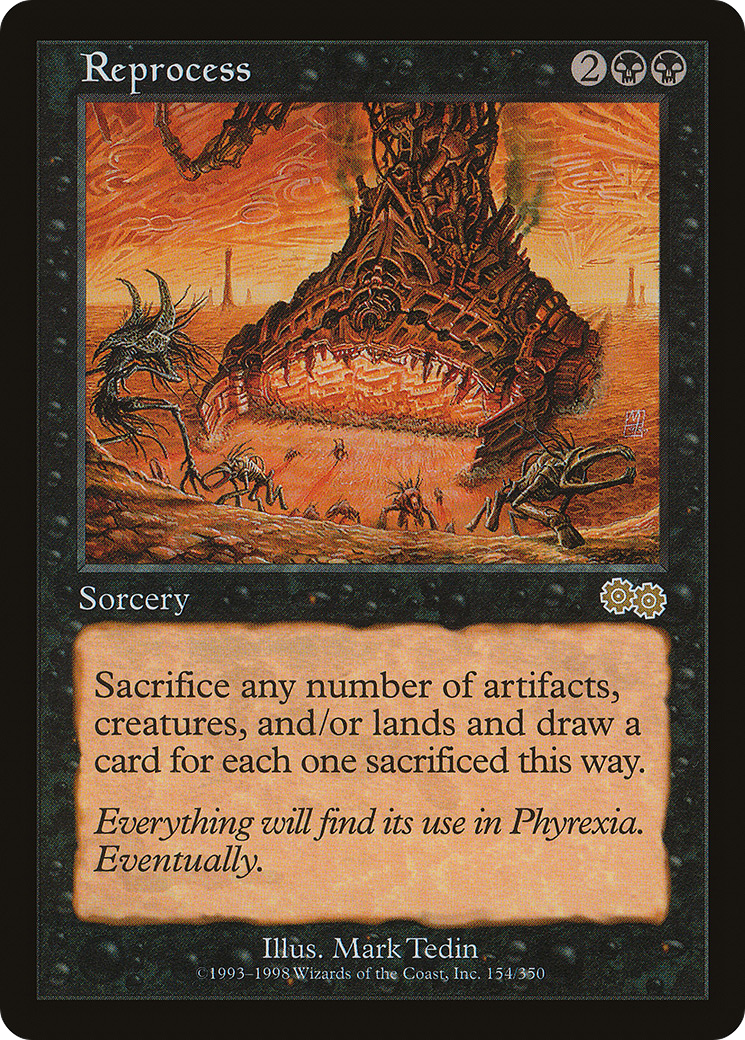 Reprocess
2
Sorcery
Sacrifice any number of artifacts,
creatures, and/or lands and draw a
card for each one sacrificed this way.
Everything will find its use in Phyrexia.
Eventually.
Illus. Mark Tedin
©1993–1998 Wizards of the Coast, Inc. 154/350